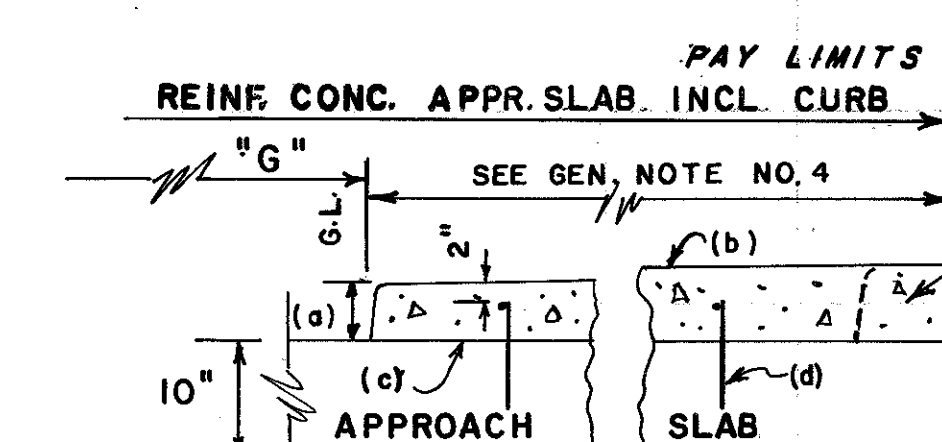 PAY LIMITS
REINF. CONC. APPR. SLAB INCL. CURB
"G"
SEE GEN. NOTE NO. 4
G.L.
2"
(b)
(a)
(c)
(d)
10"
APPROACH SLAB